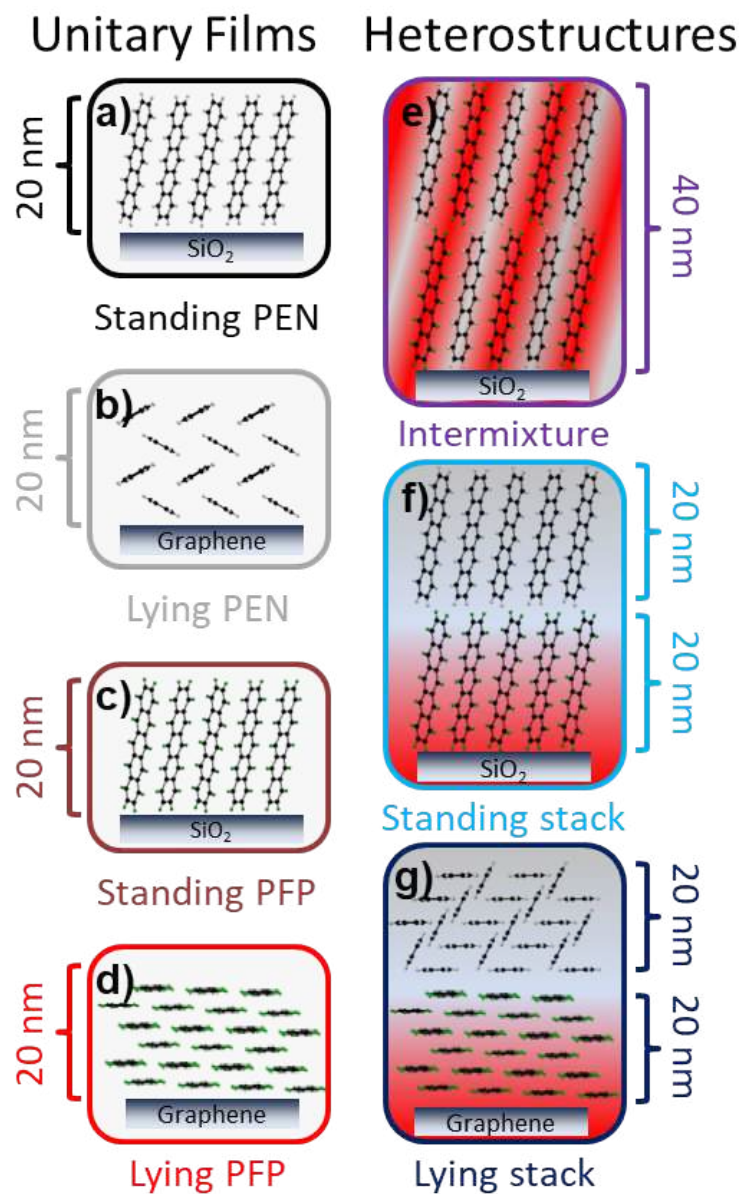 Unitary Films
Heterostructures
a)
20 nm
SiO₂
Standing PEN
b)
20 nm
Graphene
Lying PEN
c)
20 nm
SiO₂
Standing PFP
d)
20 nm
Graphene
Lying PFP
e)
40 nm
SiO₂
Intermixture
f)
20 nm
20 nm
SiO₂
Standing stack
g)
20 nm
20 nm
Graphene
Lying stack